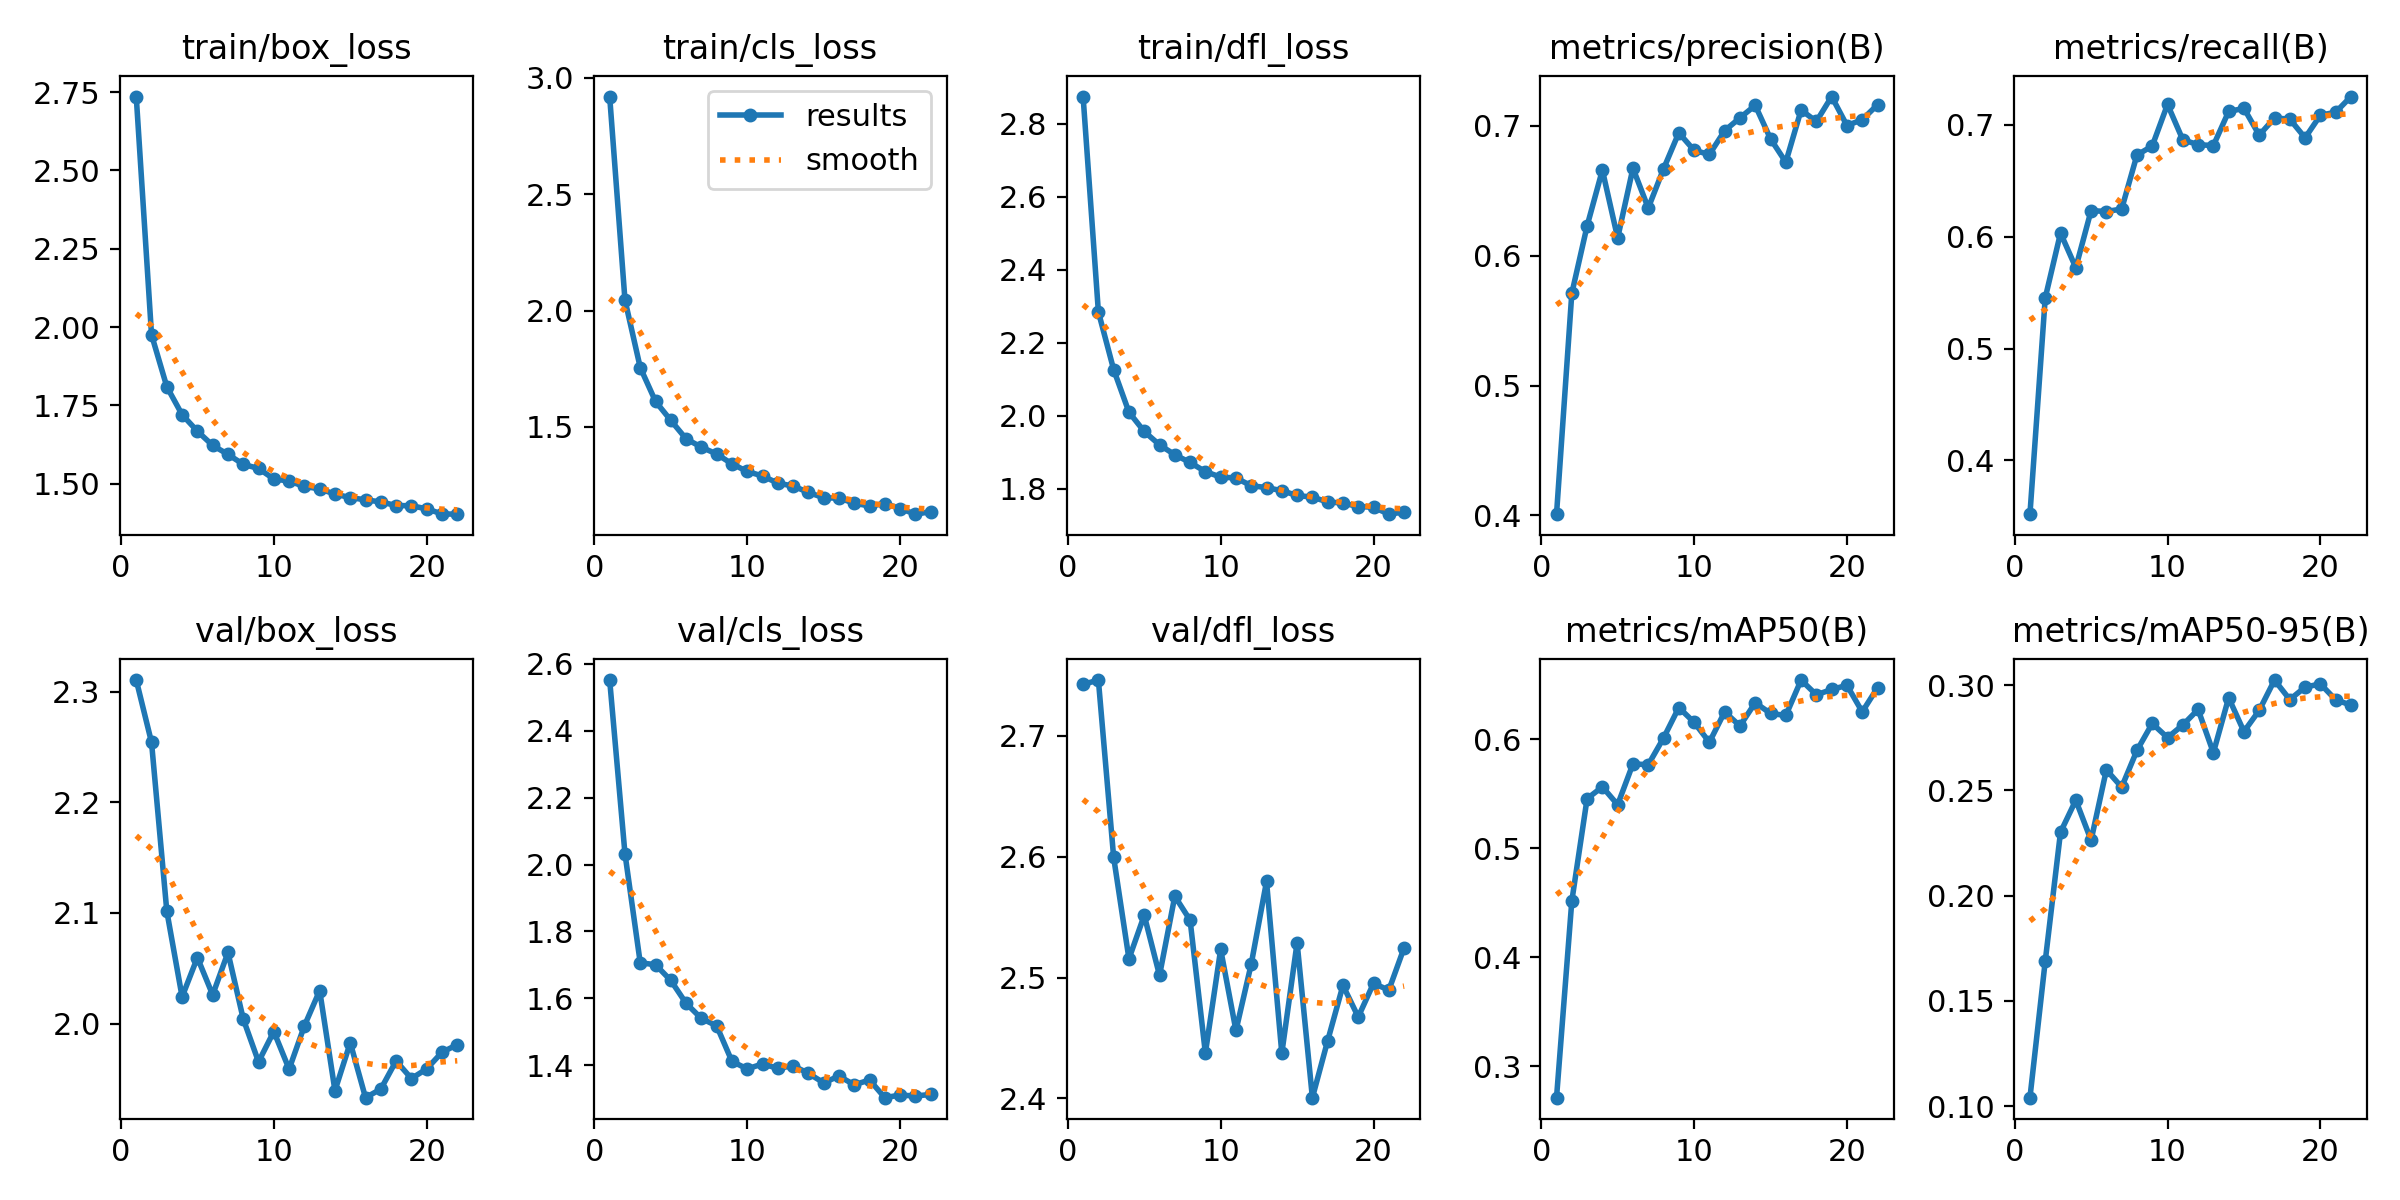 train/box_loss
2.75
2.50
2.25
2.00
1.75
1.50
0 10 20
train/cls_loss
results
smooth
3.0
2.5
2.0
1.5
0 10 20
train/dfl_loss
2.8
2.6
2.4
2.2
2.0
1.8
0 10 20
metrics/precision(B)
0.7
0.6
0.5
0.4
0 10 20
metrics/recall(B)
0.7
0.6
0.5
0.4
0 10 20
val/box_loss
2.3
2.2
2.1
2.0
0 10 20
val/cls_loss
2.6
2.4
2.2
2.0
1.8
1.6
1.4
0 10 20
val/dfl_loss
2.7
2.6
2.5
2.4
0 10 20
metrics/mAP50(B)
0.6
0.5
0.4
0.3
0 10 20
metrics/mAP50-95(B)
0.30
0.25
0.20
0.15
0.10
0 10 20